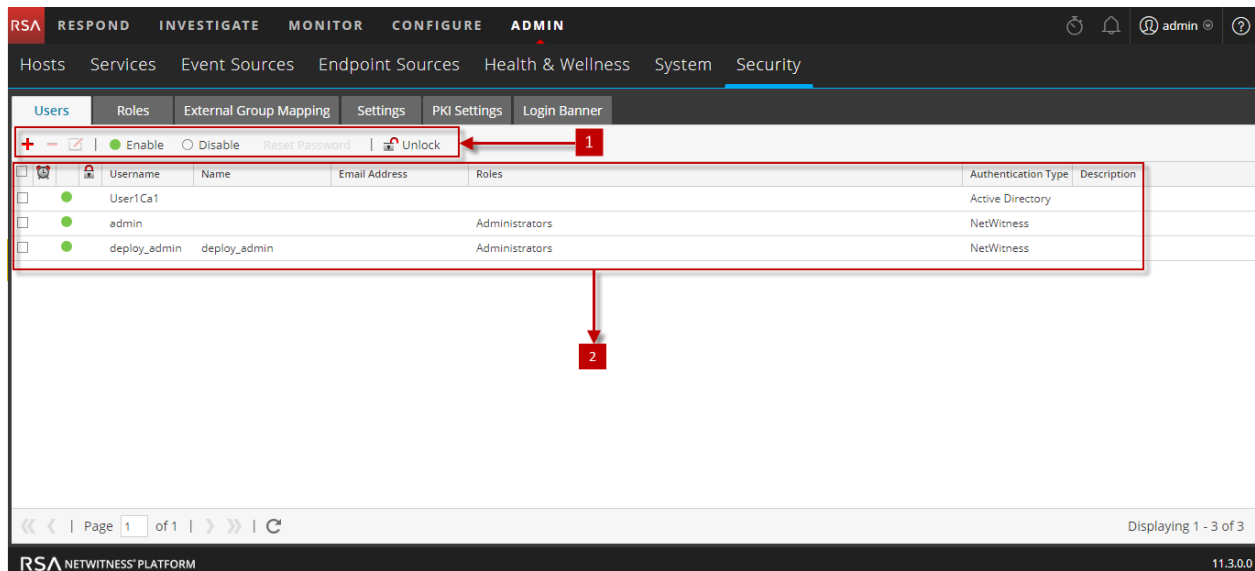 RSA RESPOND INVESTIGATE MONITOR CONFIGURE ADMIN admin ?
Hosts Services Event Sources Endpoint Sources Health & Wellness System Security
Users Roles External Group Mapping Settings PKI Settings Login Banner
Enable Disable Reset Password Unlock 1
Username Name Email Address Roles Authentication Type Description
User1Ca1 Active Directory
admin Administrators NetWitness
deploy_admin deploy_admin Administrators NetWitness
2
Page 1 of 1 Displaying 1 - 3 of 3
RSA NETWITNESS® PLATFORM 11.3.0.0